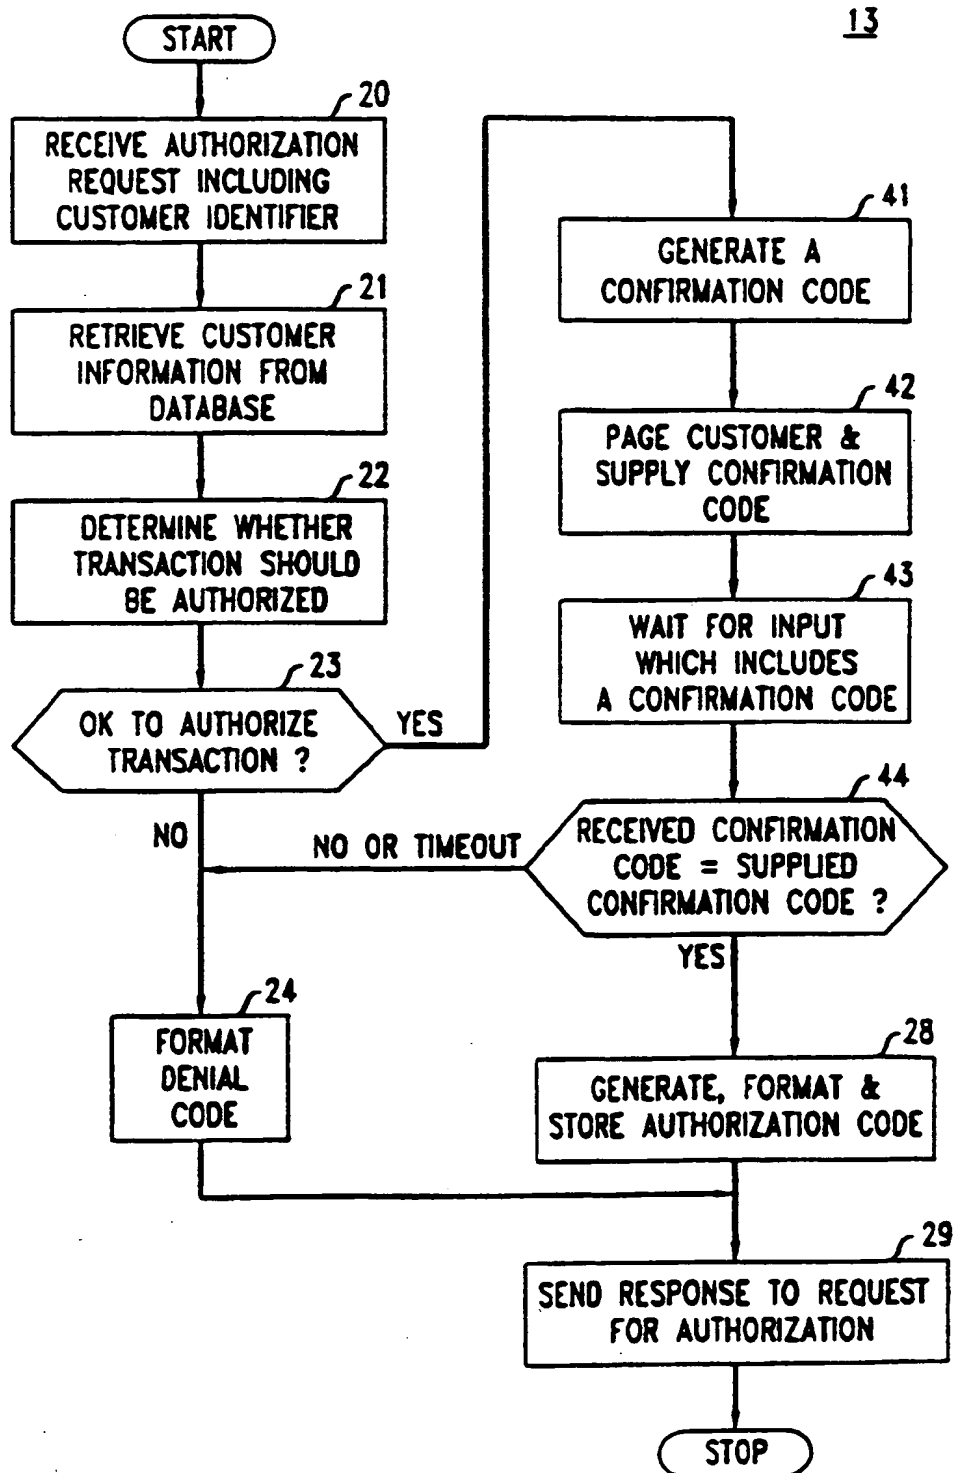 13
START
20
RECEIVE AUTHORIZATION
REQUEST INCLUDING
CUSTOMER IDENTIFIER
21
RETRIEVE CUSTOMER
INFORMATION FROM
DATABASE
22
DETERMINE WHETHER
TRANSACTION SHOULD
BE AUTHORIZED
23
OK TO AUTHORIZE
TRANSACTION ?
YES
NO
41
GENERATE A
CONFIRMATION CODE
42
PAGE CUSTOMER &
SUPPLY CONFIRMATION
CODE
43
WAIT FOR INPUT
WHICH INCLUDES
A CONFIRMATION CODE
44
RECEIVED CONFIRMATION
CODE = SUPPLIED
CONFIRMATION CODE ?
NO OR TIMEOUT
YES
24
FORMAT
DENIAL
CODE
28
GENERATE, FORMAT &
STORE AUTHORIZATION CODE
29
SEND RESPONSE TO REQUEST
FOR AUTHORIZATION
STOP